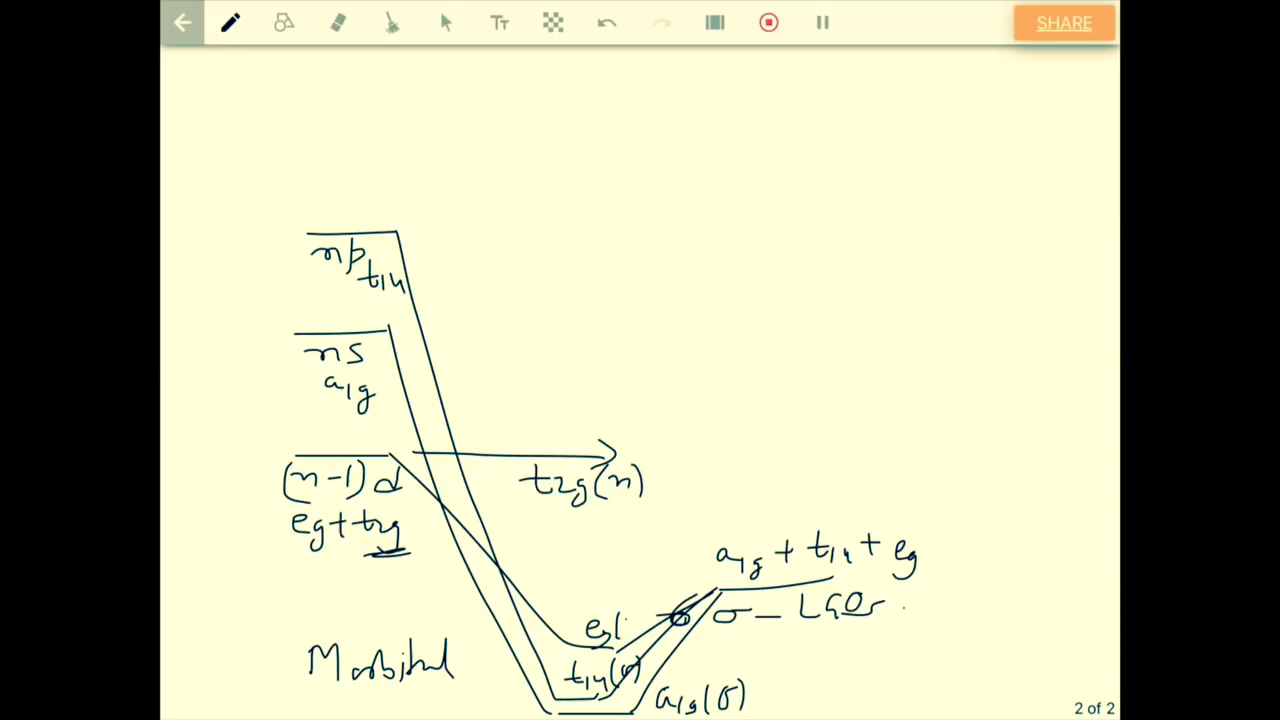 SHARE
np
t1u
ns
a1g
(n-1)d
t2g(n)
eg+t2g
a1g + t1u + eg
σ- LGOs
eg(
t1u(σ)
M orbital
a1g(σ)
2 of 2